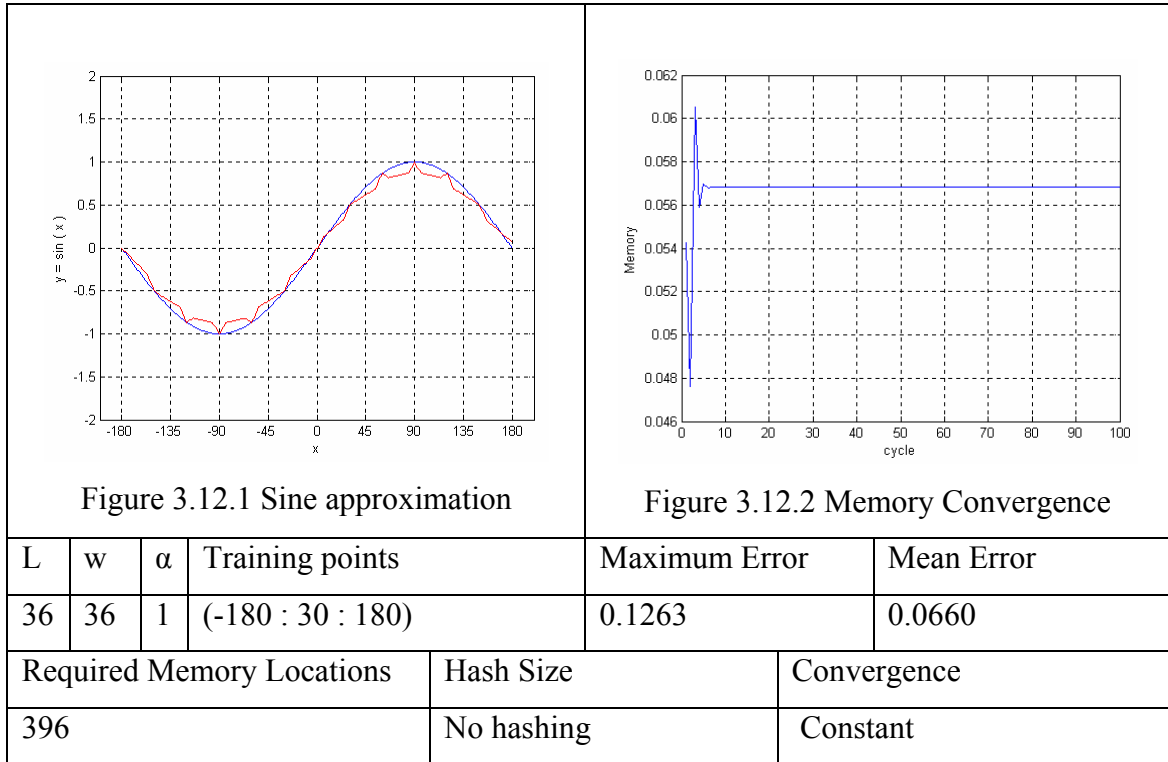 2
1.5
1
0.5
0
-0.5
-1
-1.5
-2
y = sin ( x )
-180 -135 -90 -45 0 45 90 135 180
x
Figure 3.12.1 Sine approximation
0.062
0.06
0.058
0.056
0.054
0.052
0.05
0.048
0.046
Memory
0 10 20 30 40 50 60 70 80 90 100
cycle
Figure 3.12.2 Memory Convergence
L w α Training points Maximum Error Mean Error
36 36 1 (-180 : 30 : 180) 0.1263 0.0660
Required Memory Locations Hash Size Convergence
396 No hashing Constant